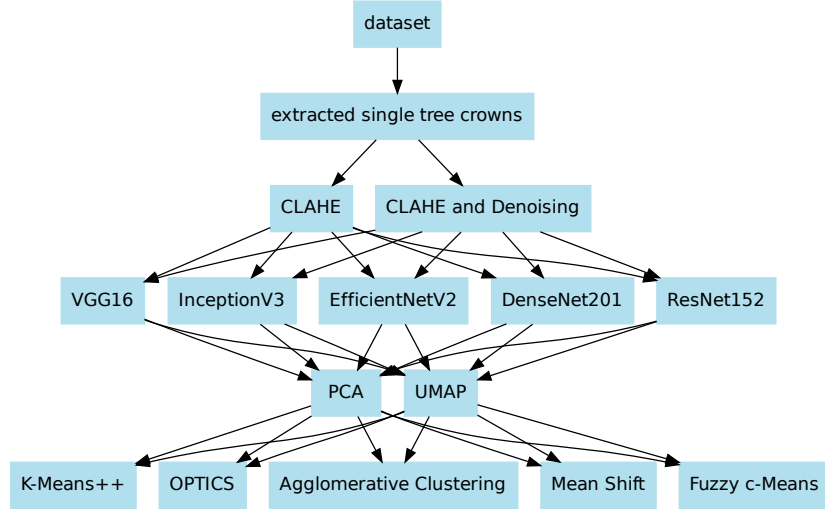 dataset
extracted single tree crowns
CLAHE
CLAHE and Denoising
VGG16
InceptionV3
EfficientNetV2
DenseNet201
ResNet152
PCA
UMAP
K-Means++
OPTICS
Agglomerative Clustering
Mean Shift
Fuzzy c-Means